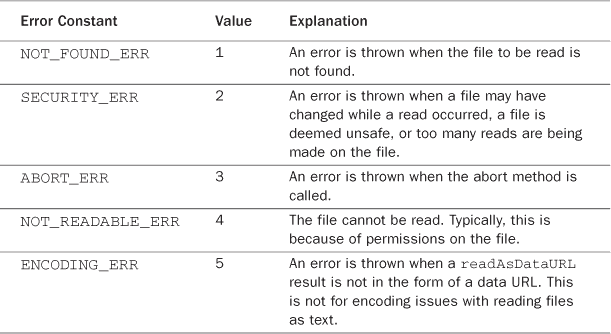 Error Constant Value Explanation
NOT_FOUND_ERR 1 An error is thrown when the file to be read is
not found.
SECURITY_ERR 2 An error is thrown when a file may have
changed while a read occurred, a file is
deemed unsafe, or too many reads are being
made on the file.
ABORT_ERR 3 An error is thrown when the abort method is
called.
NOT_READABLE_ERR 4 The file cannot be read. Typically, this is
because of permissions on the file.
ENCODING_ERR 5 An error is thrown when a readAsDataURL
result is not in the form of a data URL. This
is not for encoding issues with reading files
as text.